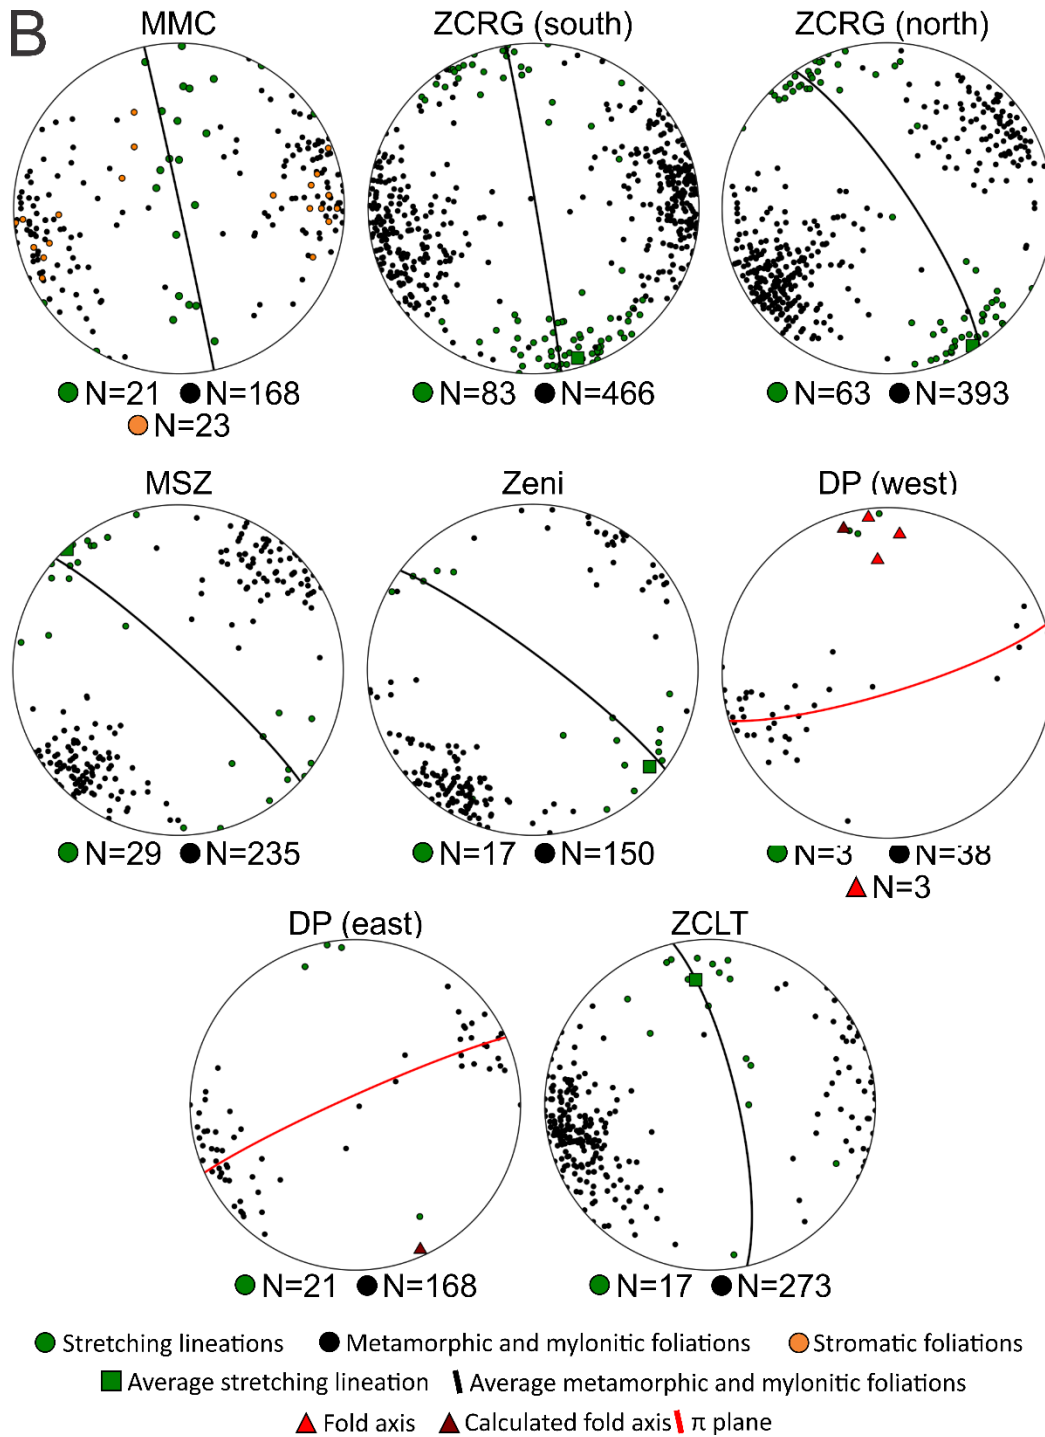 B
MMC ZCRG (south) ZCRG (north)
N=21 N=168 N=83 N=466 N=63 N=393
N=23
MSZ Zeni DP (west)
N=29 N=235 N=17 N=150 N=3 N=38
N=3
DP (east) ZCLT
N=21 N=168 N=17 N=273
Stretching lineations Metamorphic and mylonitic foliations Stromatic foliations
Average stretching lineation Average metamorphic and mylonitic foliations
Fold axis Calculated fold axis π plane